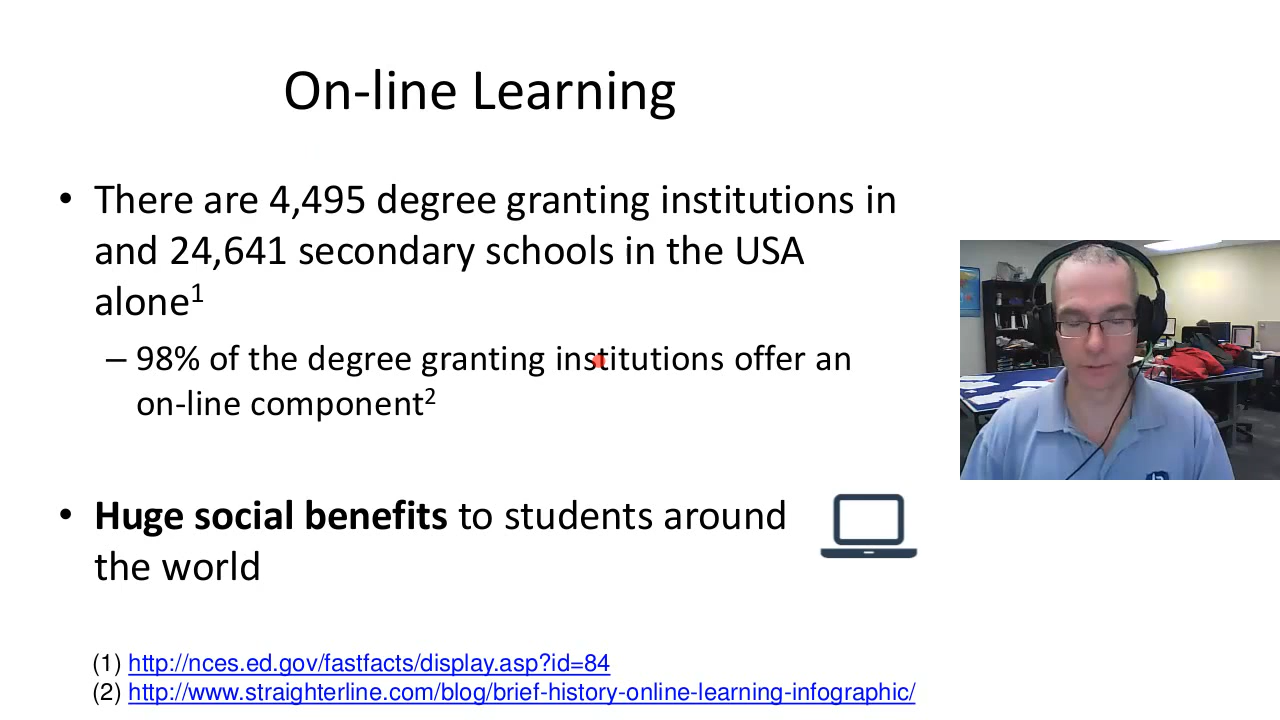 On-line Learning
• There are 4,495 degree granting institutions in
and 24,641 secondary schools in the USA
alone¹
– 98% of the degree granting institutions offer an
on-line component²
• Huge social benefits to students around
the world
(1) http://nces.ed.gov/fastfacts/display.asp?id=84
(2) http://www.straighterline.com/blog/brief-history-online-learning-infographic/